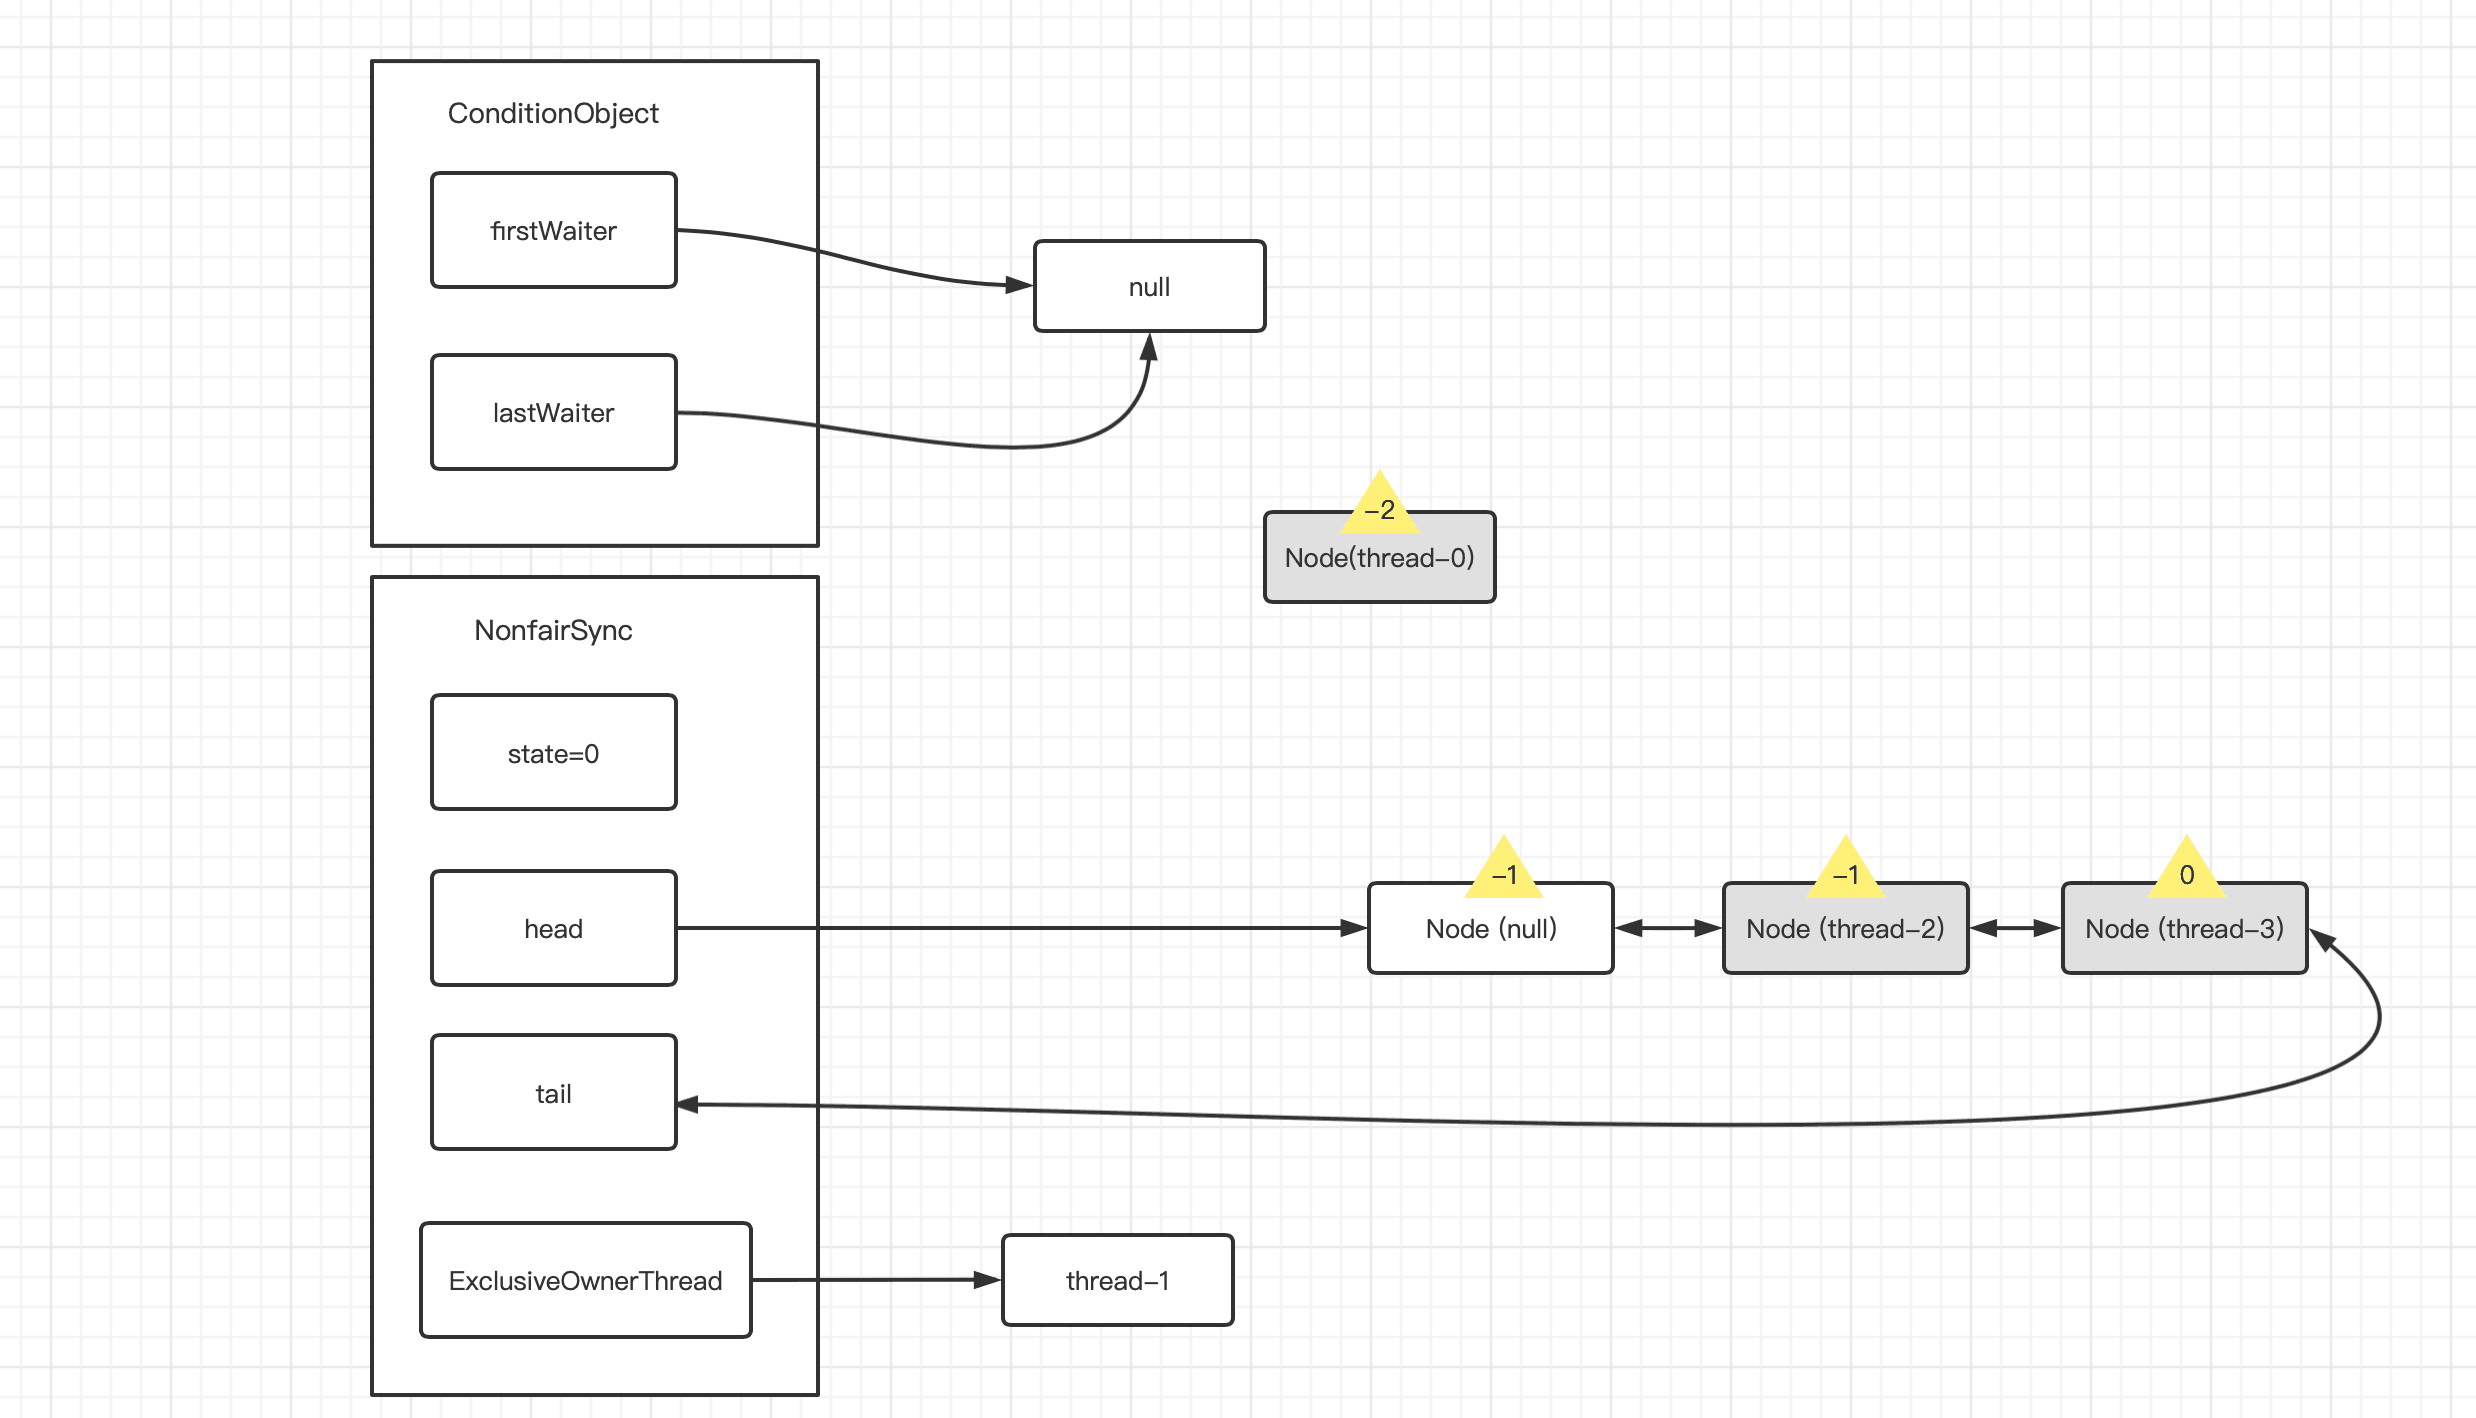 ConditionObject
firstWaiter
null
lastWaiter
-2
Node(thread-0)
NonfairSync
state=0
-1
-1
0
head
Node (null)
Node (thread-2)
Node (thread-3)
tail
ExclusiveOwnerThread
thread-1